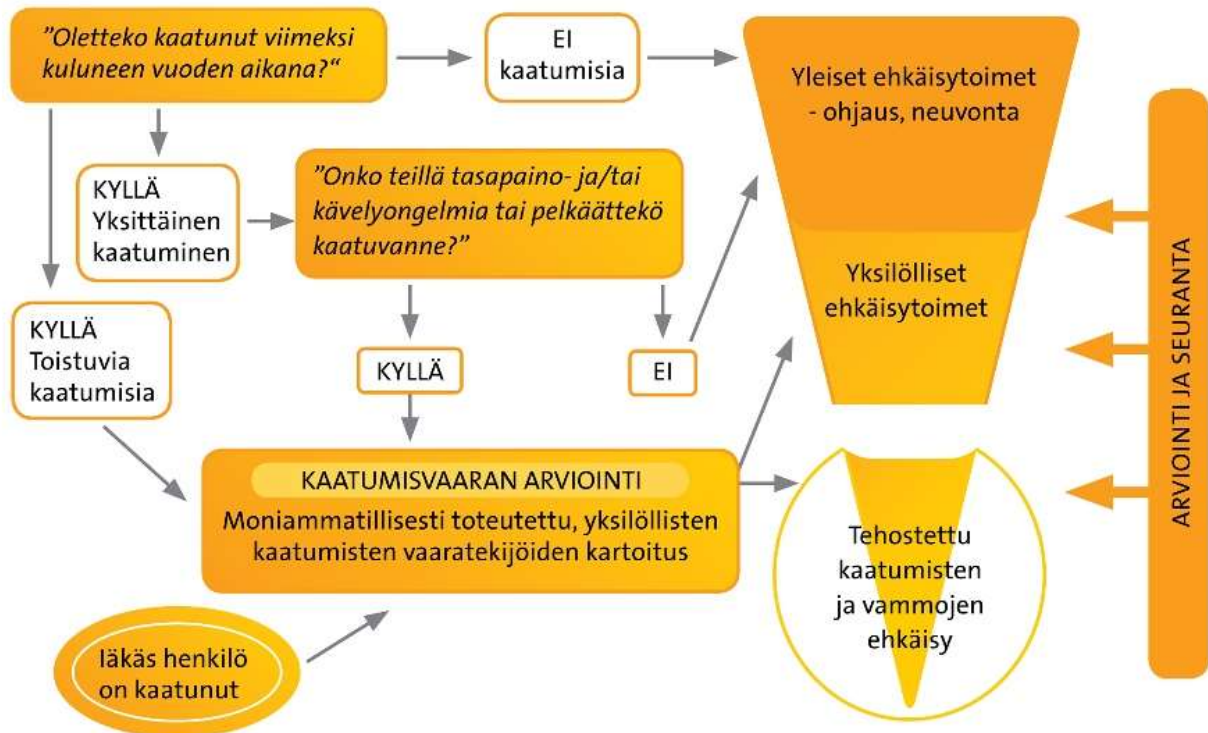 ”Oletteko kaatunut viimeksi
kuluneen vuoden aikana?“
EI
kaatumisia
Yleiset ehkäisytoimet
- ohjaus, neuvonta
KYLLÄ
Yksittäinen
kaatuminen
”Onko teillä tasapaino- ja/tai
kävelyongelmia tai pelkäättekö
kaatuvanne?”
Yksilölliset
ehkäisytoimet
KYLLÄ
Toistuvia
kaatumisia
KYLLÄ
EI
KAATUMISVAARAN ARVIOINTI
Moniammatillisesti toteutettu, yksilöllisten
kaatumisten vaaratekijöiden kartoitus
Tehostettu
kaatumisten
ja vammojen
ehkäisy
Iäkäs henkilö
on kaatunut
ARVIOINTI JA SEURANTA